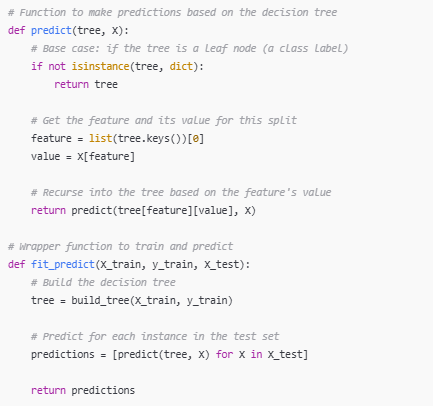 # Function to make predictions based on the decision tree
def predict(tree, X):
    # Base case: if the tree is a leaf node (a class label)
    if not isinstance(tree, dict):
        return tree

    # Get the feature and its value for this split
    feature = list(tree.keys())[0]
    value = X[feature]

    # Recurse into the tree based on the feature's value
    return predict(tree[feature][value], X)

# Wrapper function to train and predict
def fit_predict(X_train, y_train, X_test):
    # Build the decision tree
    tree = build_tree(X_train, y_train)

    # Predict for each instance in the test set
    predictions = [predict(tree, X) for X in X_test]

    return predictions